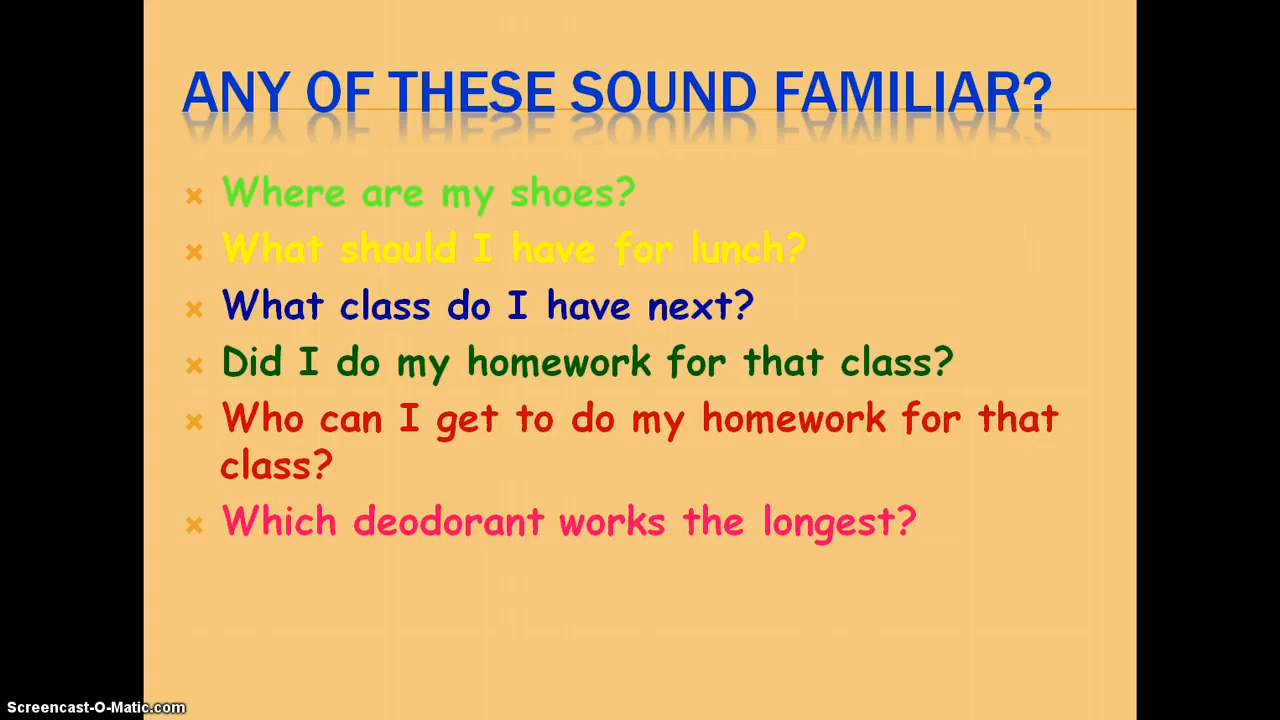 ANY OF THESE SOUND FAMILIAR?
Where are my shoes?
What should I have for lunch?
What class do I have next?
Did I do my homework for that class?
Who can I get to do my homework for that
class?
Which deodorant works the longest?
Screencast-O-Matic.com